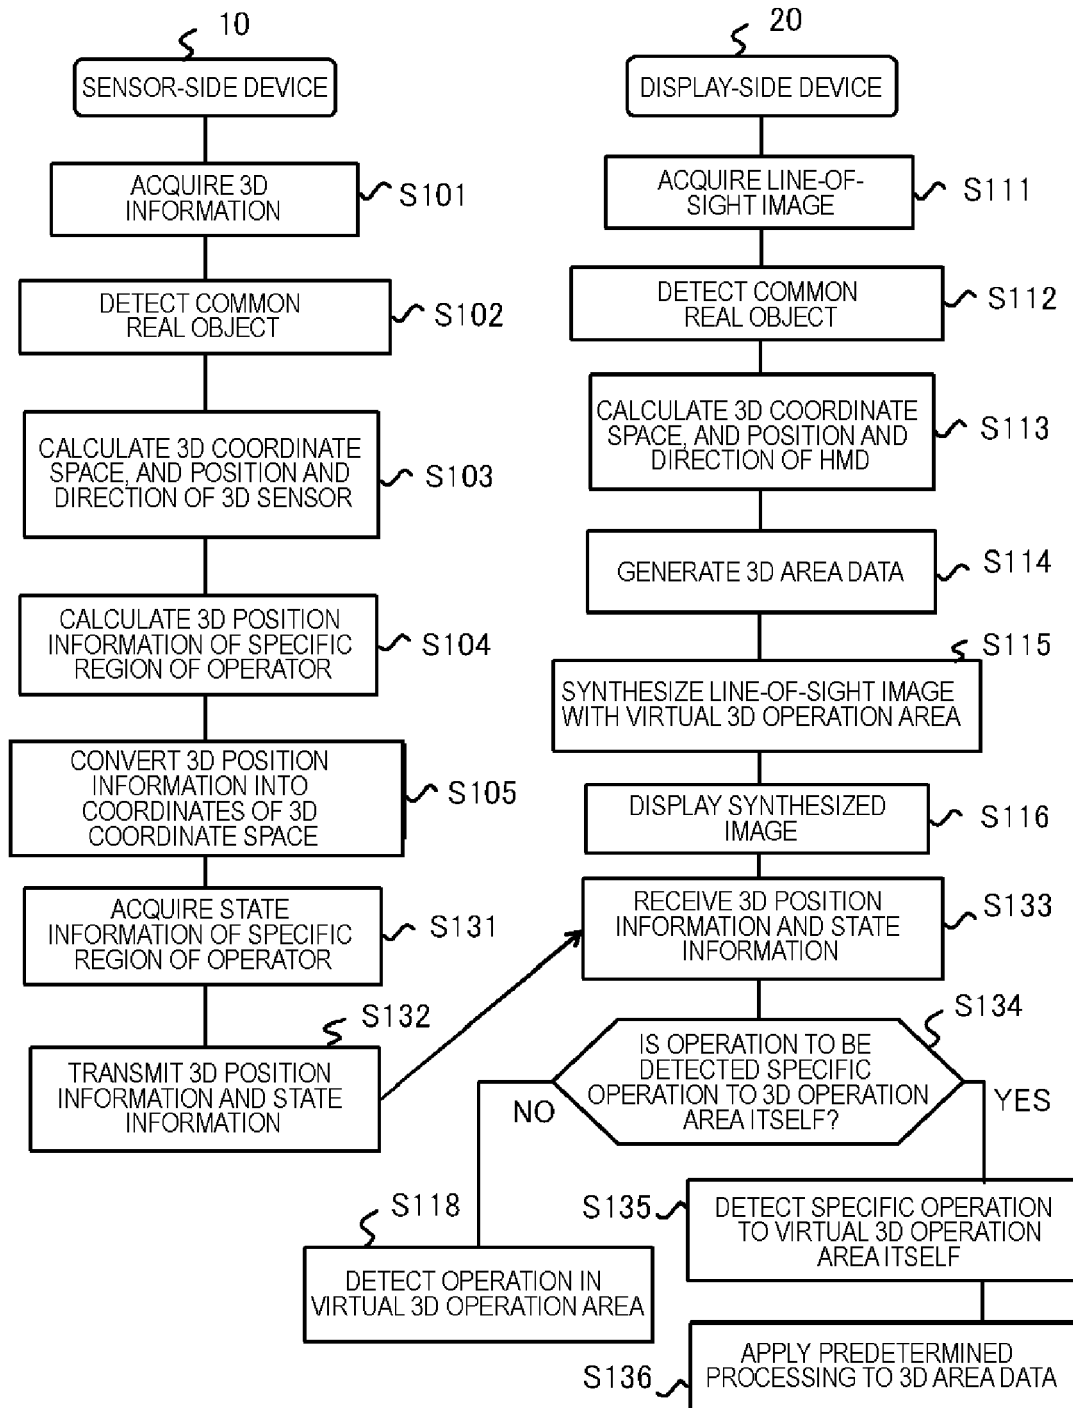 10
SENSOR-SIDE DEVICE
ACQUIRE 3D
INFORMATION
S101
DETECT COMMON
REAL OBJECT
S102
CALCULATE 3D COORDINATE
SPACE, AND POSITION AND
DIRECTION OF 3D SENSOR
S103
CALCULATE 3D POSITION
INFORMATION OF SPECIFIC
REGION OF OPERATOR
S104
CONVERT 3D POSITION
INFORMATION INTO
COORDINATES OF 3D
COORDINATE SPACE
S105
ACQUIRE STATE
INFORMATION OF SPECIFIC
REGION OF OPERATOR
S131
S132
TRANSMIT 3D POSITION
INFORMATION AND STATE
INFORMATION
20
DISPLAY-SIDE DEVICE
ACQUIRE LINE-OF-
SIGHT IMAGE
S111
DETECT COMMON
REAL OBJECT
S112
CALCULATE 3D COORDINATE
SPACE, AND POSITION AND
DIRECTION OF HMD
S113
GENERATE 3D AREA DATA
S114
S115
SYNTHESIZE LINE-OF-SIGHT IMAGE
WITH VIRTUAL 3D OPERATION AREA
DISPLAY SYNTHESIZED
IMAGE
S116
RECEIVE 3D POSITION
INFORMATION AND STATE
INFORMATION
S133
S134
IS OPERATION TO BE
DETECTED SPECIFIC
OPERATION TO 3D OPERATION
AREA ITSELF?
NO
YES
S118
DETECT OPERATION IN
VIRTUAL 3D OPERATION AREA
S135
DETECT SPECIFIC OPERATION
TO VIRTUAL 3D OPERATION
AREA ITSELF
S136
APPLY PREDETERMINED
PROCESSING TO 3D AREA DATA